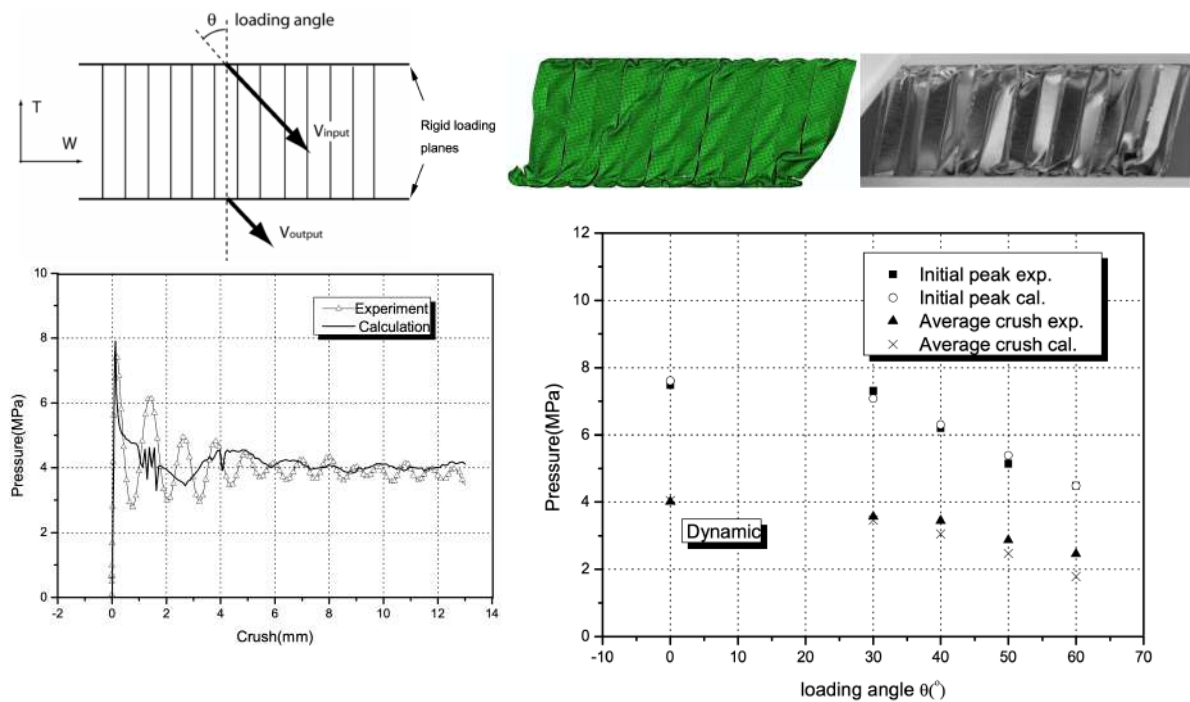 θ loading angle
T
W
Vinput
Rigid loading
planes
Voutput
10
8
6
4
2
0
-2 0 2 4 6 8 10 12 14
Pressure(MPa)
Crush(mm)
Experiment
Calculation
12
10
8
6
4
2
0
-10 0 10 20 30 40 50 60 70
Pressure(MPa)
loading angle θ(°)
Initial peak exp.
Initial peak cal.
Average crush exp.
Average crush cal.
Dynamic